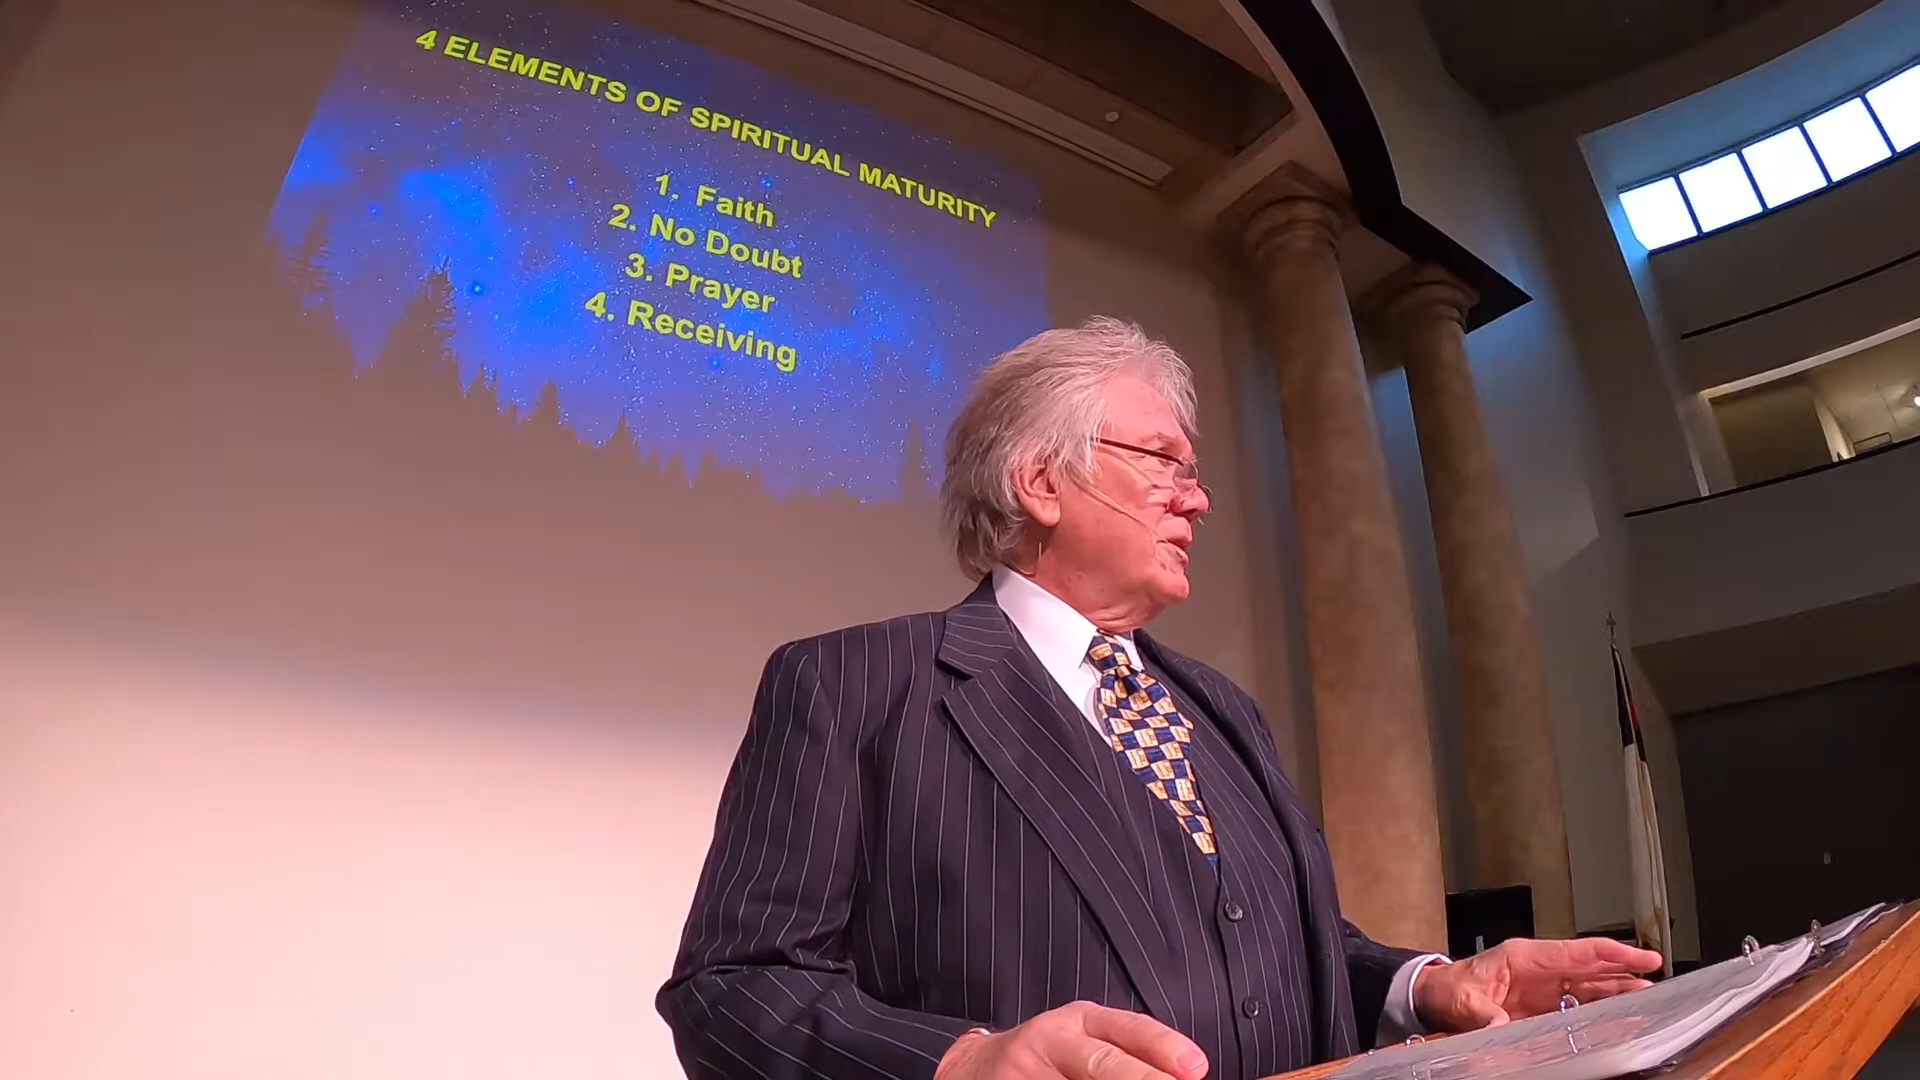 4 ELEMENTS OF SPIRITUAL MATURITY
1. Faith
2. No Doubt
3. Prayer
4. Receiving